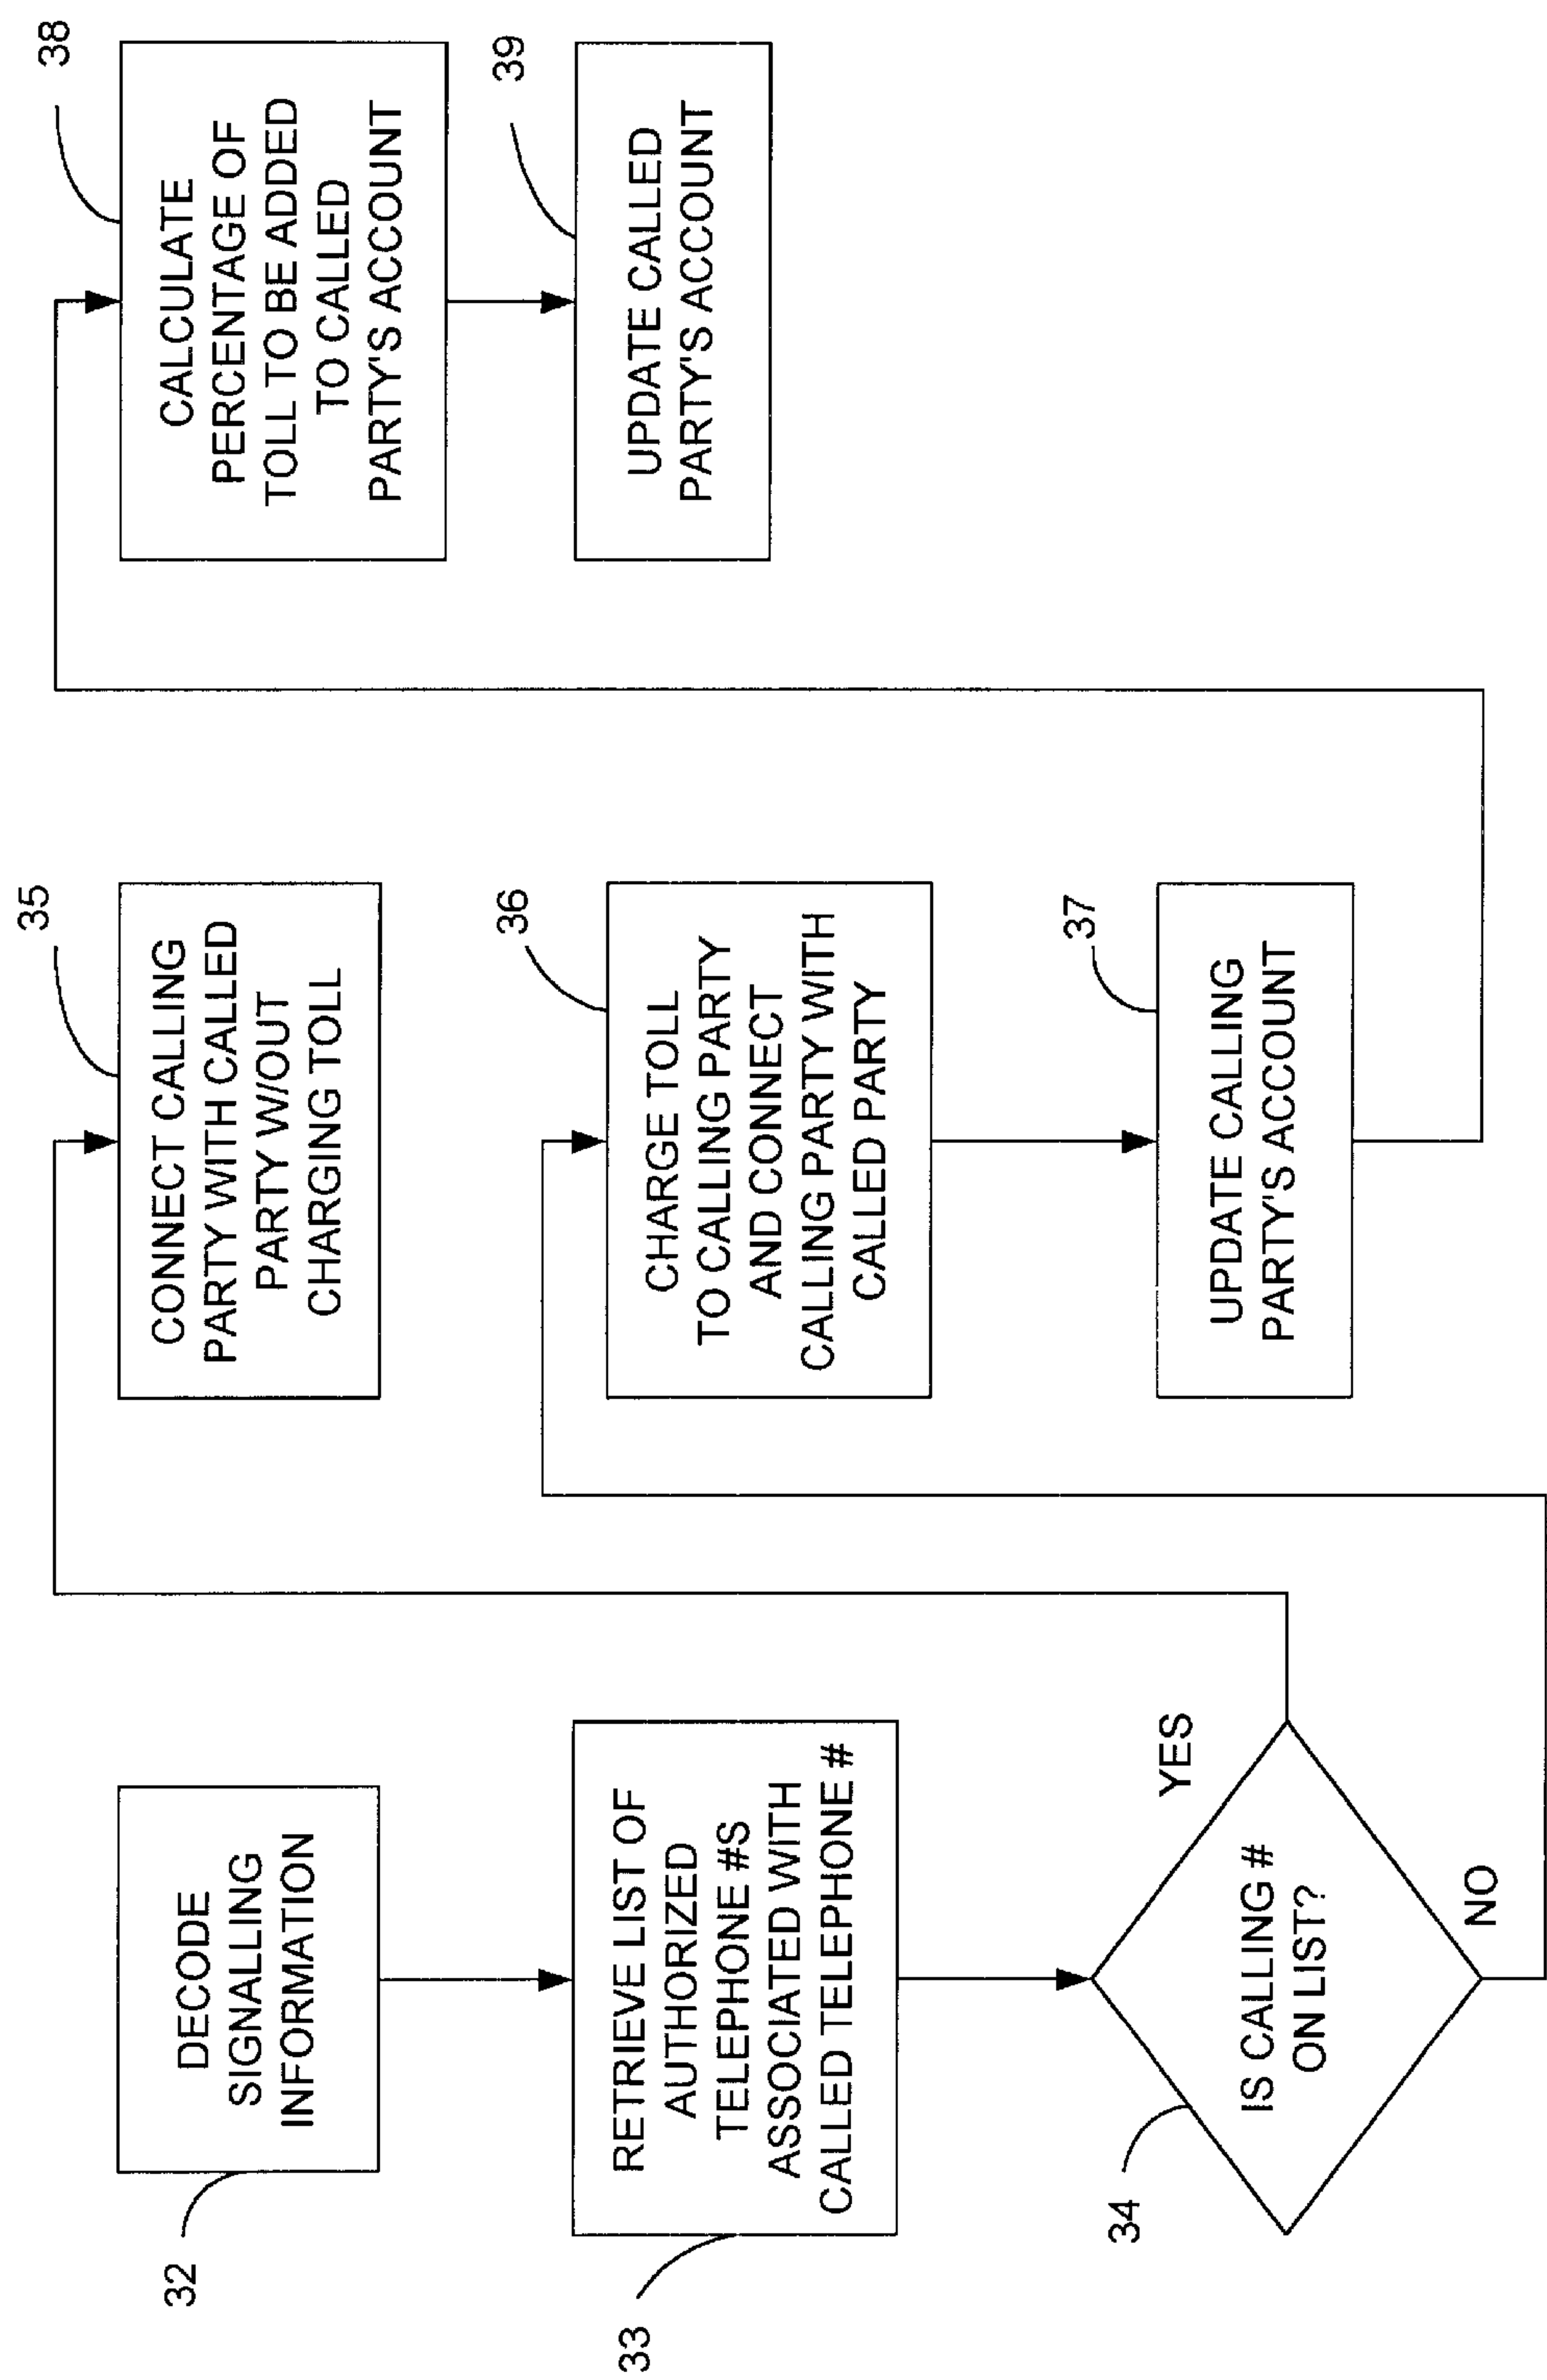 32
DECODE
SIGNALLING
INFORMATION
33
RETRIEVE LIST OF
AUTHORIZED
TELEPHONE #S
ASSOCIATED WITH
CALLED TELEPHONE #
34
IS CALLING #
ON LIST?
YES
NO
35
CONNECT CALLING
PARTY WITH CALLED
PARTY W/OUT
CHARGING TOLL
36
CHARGE TOLL
TO CALLING PARTY
AND CONNECT
CALLING PARTY WITH
CALLED PARTY
37
UPDATE CALLING
PARTY'S ACCOUNT
38
CALCULATE
PERCENTAGE OF
TOLL TO BE ADDED
TO CALLED
PARTY'S ACCOUNT
39
UPDATE CALLED
PARTY'S ACCOUNT